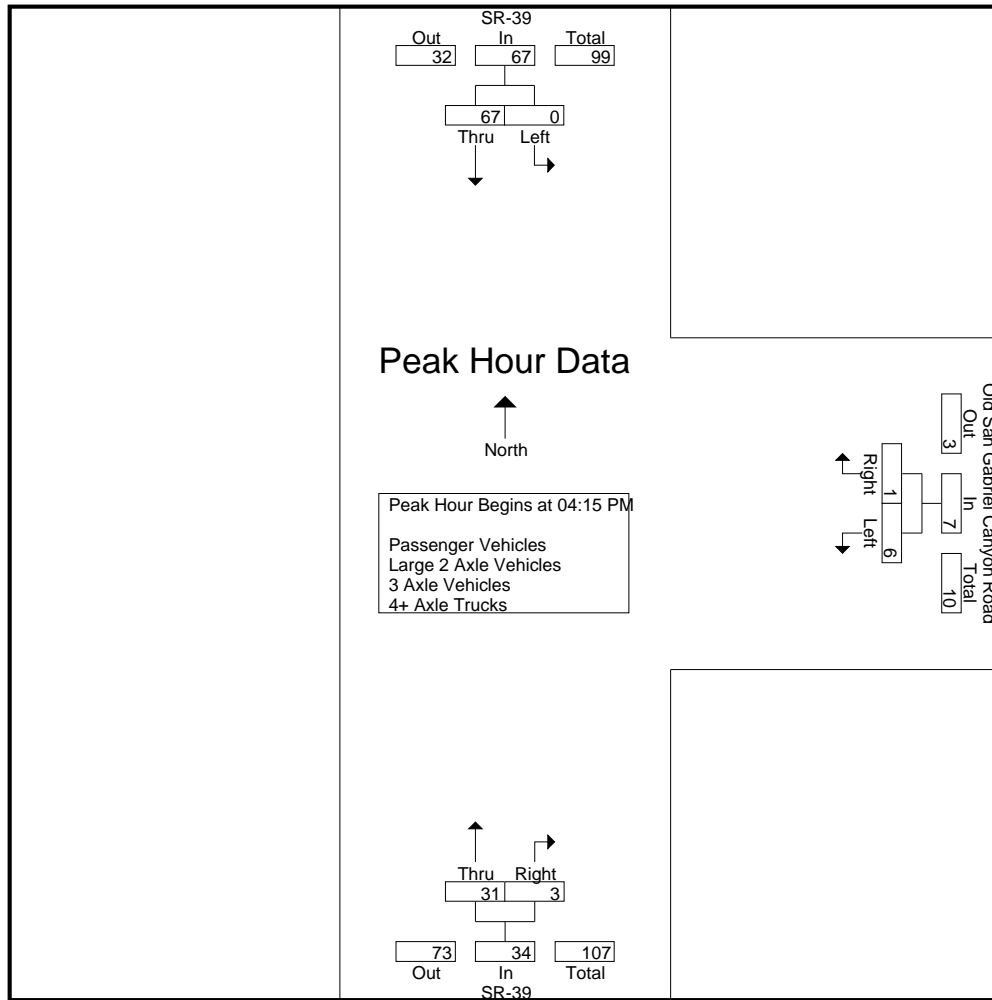 SR-39
Out In Total
32 67 99
67 0
Thru Left
Peak Hour Data
North
Peak Hour Begins at 04:15 PM
Passenger Vehicles
Large 2 Axle Vehicles
3 Axle Vehicles
4+ Axle Trucks
Old San Gabriel Canyon Road
Out In Total
3 7 10
1 6
Right Left
Thru Right
31 3
73 34 107
Out In Total
SR-39